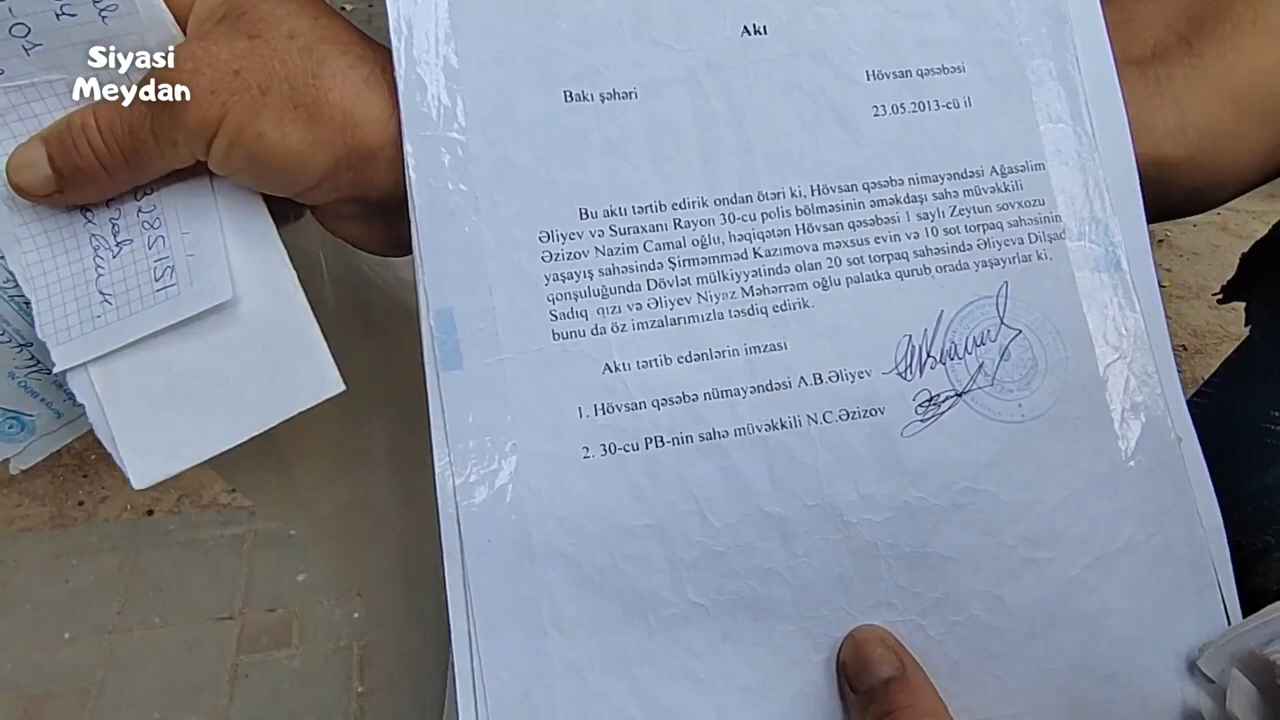 Siyasi
Meydan
Akı
Bakı şəhəri
Hövsan qəsəbəsi
23.05.2013-cü il
Bu aktı tərtib edirik ondan ötəri ki, Hövsan qəsəbə nimayəndəsi Ağasəlim
Əliyev və Suraxanı Rayon 30-cu polis bölməsinin əməkdaşı sahə müvəkkili
Əzizov Nazim Camal oğlu, həqiqətən Hövsan qəsəbəsi 1 saylı Zeytun sovxozu
yaşayış sahəsində Şirməmməd Kazımova məxsus evin və 10 sot torpaq sahəsinin
qonşuluğunda Dövlət mülkiyyətində olan 20 sot torpaq sahəsində Əliyeva Dilşad
Sadıq qızı və Əliyev Niyaz Məhərrəm oğlu palatka qurub orada yaşayırlar ki,
bunu da öz imzalarımızla təsdiq edirik.
Aktı tərtib edənlərin imzası
1. Hövsan qəsəbə nümayəndəsi A.B.Əliyev
2. 30-cu PB-nin sahə müvəkkili N.C.Əzizov
3285151